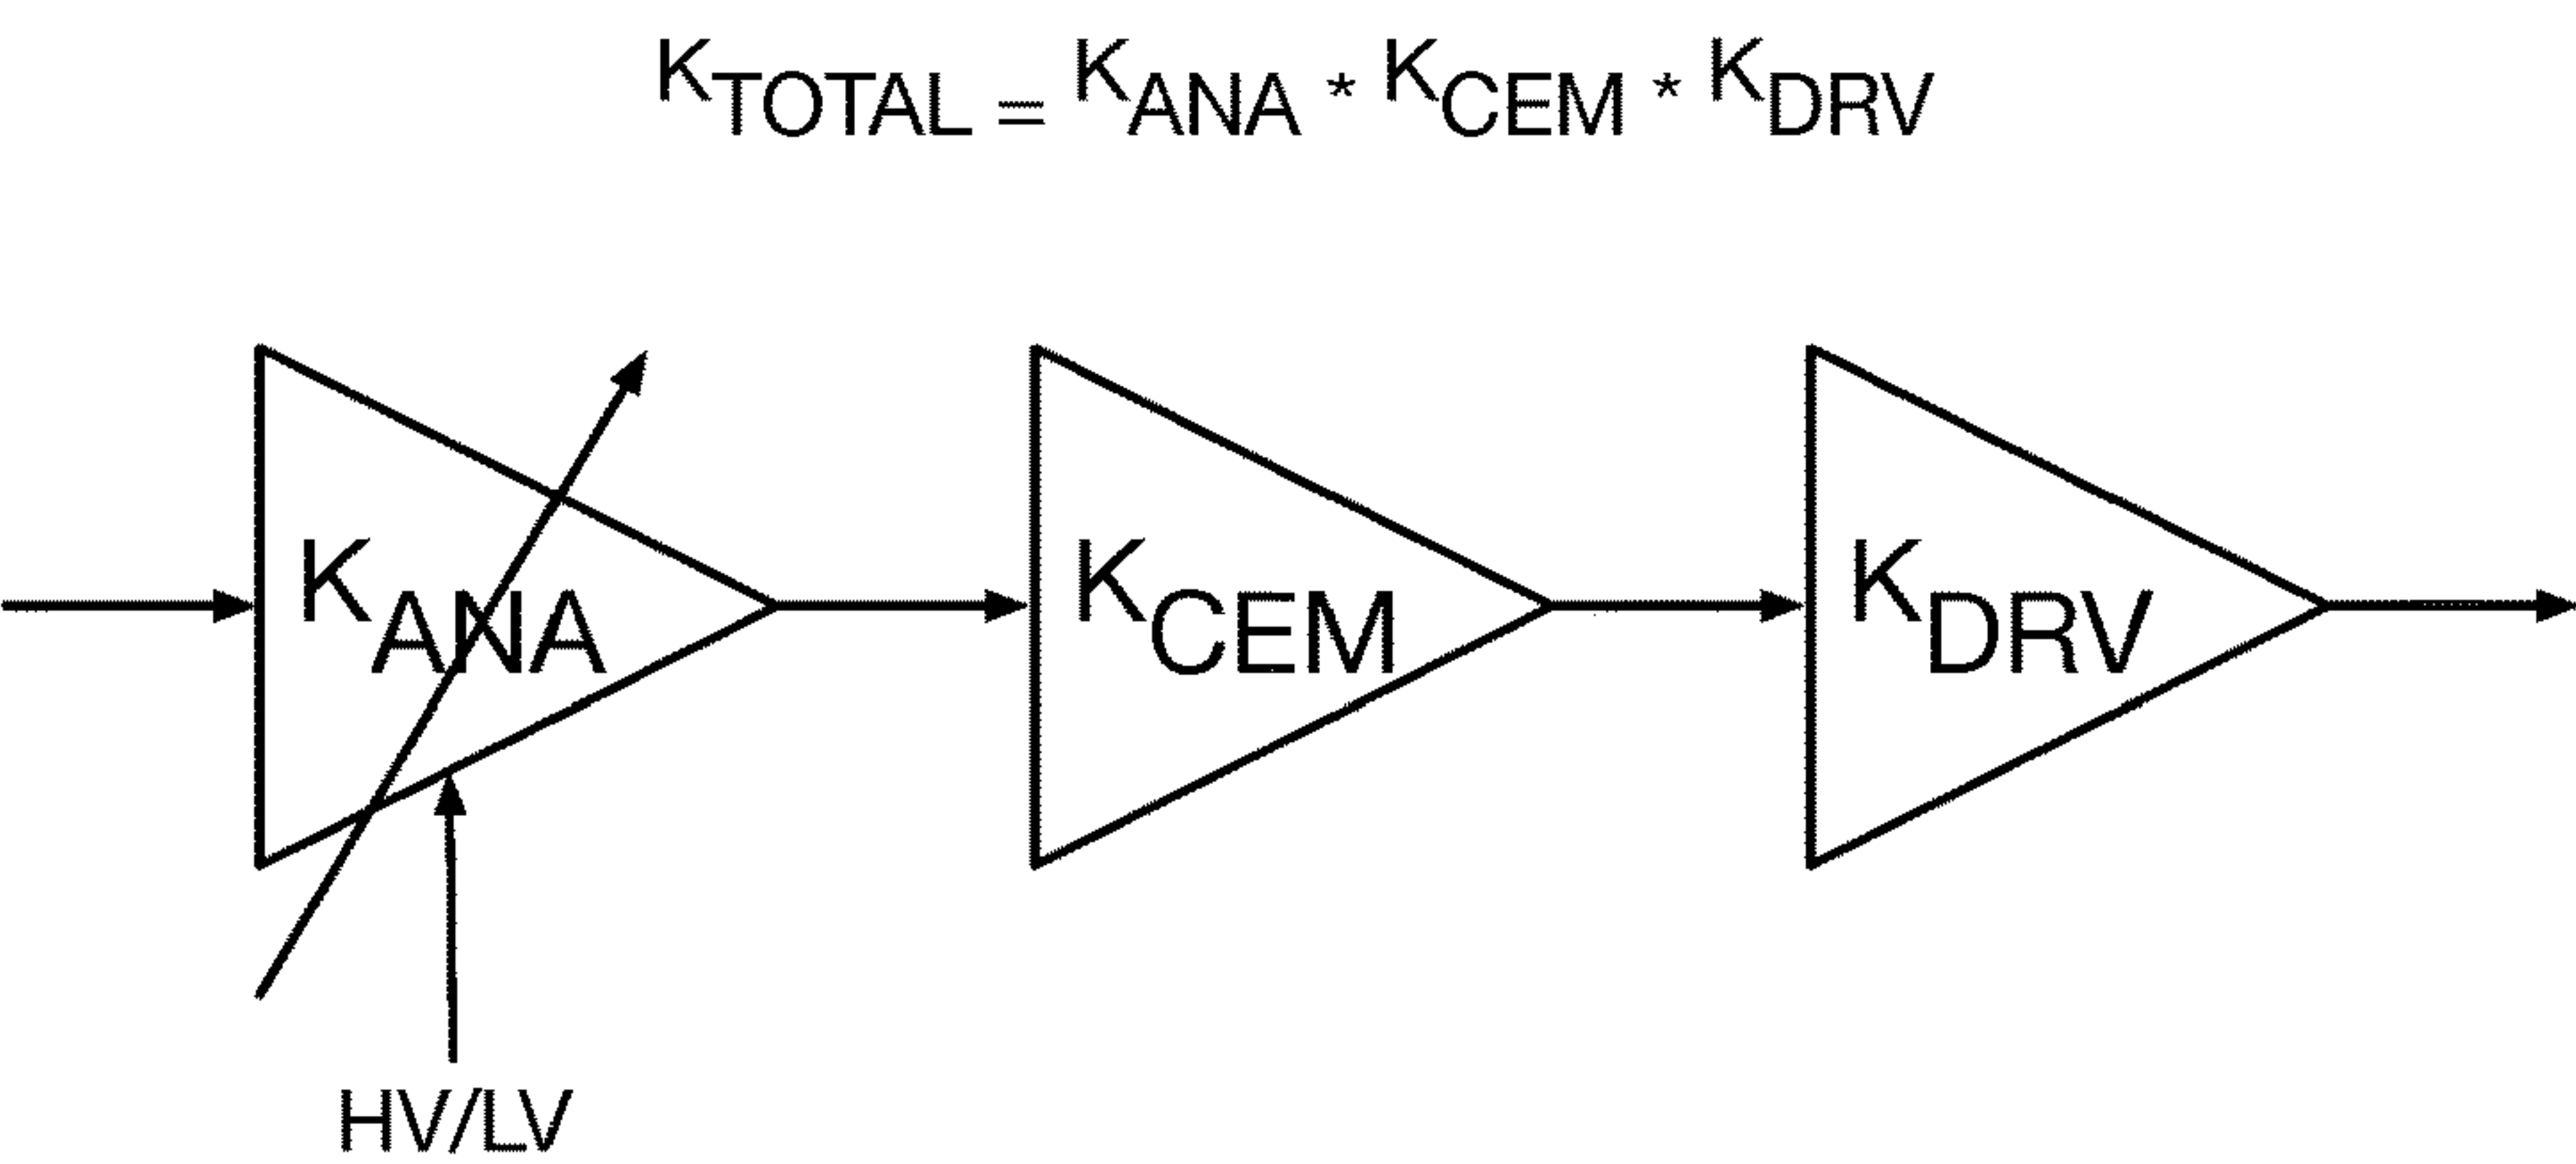 KTOTAL = KANA * KCEM * KDRV
KANA
KCEM
KDRV
HV/LV